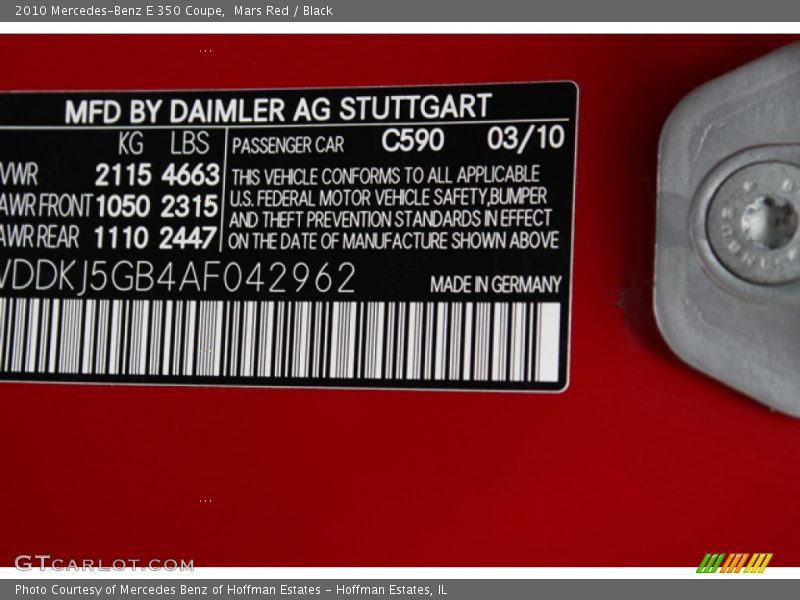 2010 Mercedes-Benz E 350 Coupe, Mars Red / Black
MFD BY DAIMLER AG STUTTGART
KG LBS
VWR 2115 4663
AWR FRONT 1050 2315
AWR REAR 1110 2447
PASSENGER CAR C590 03/10
THIS VEHICLE CONFORMS TO ALL APPLICABLE
U.S. FEDERAL MOTOR VEHICLE SAFETY,BUMPER
AND THEFT PREVENTION STANDARDS IN EFFECT
ON THE DATE OF MANUFACTURE SHOWN ABOVE
VDDKJ5GB4AF042962
MADE IN GERMANY
GTCARLOT.COM
Photo Courtesy of Mercedes Benz of Hoffman Estates - Hoffman Estates, IL